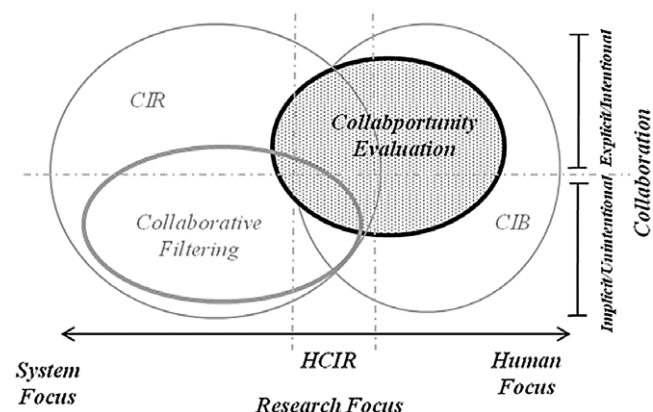 CIR
Collabportunity
Evaluation
Collaborative
Filtering
CIB
Explicit/Intentional
Implicit/Unintentional
Collaboration
System
Focus
HCIR
Human
Focus
Research Focus